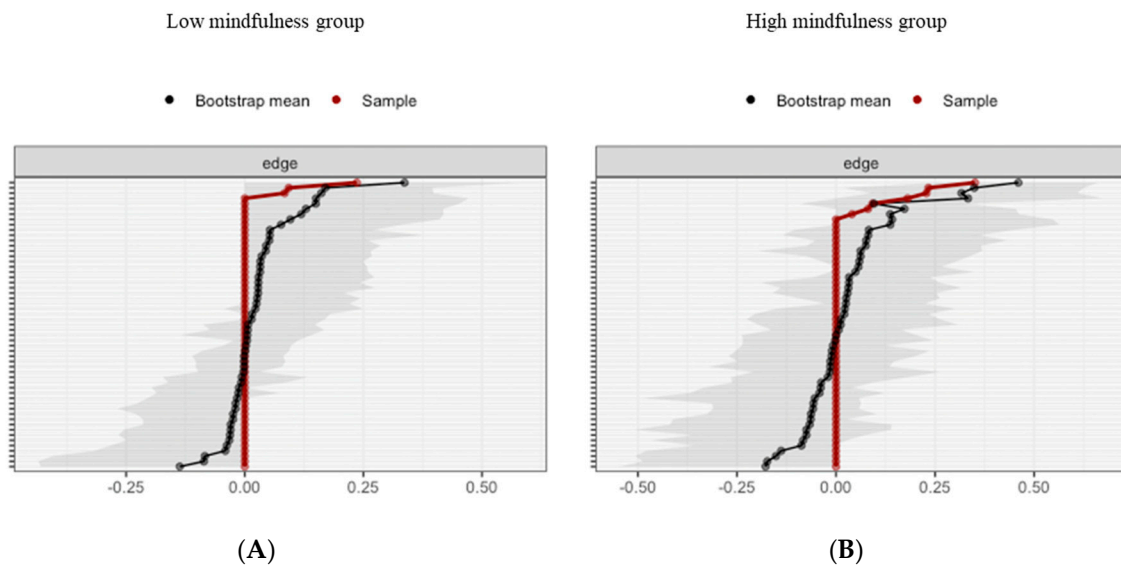 Low mindfulness group
High mindfulness group
Bootstrap mean Sample
Bootstrap mean Sample
edge
edge
-0.25 0.00 0.25 0.50
-0.50 -0.25 0.00 0.25 0.50
(A)
(B)